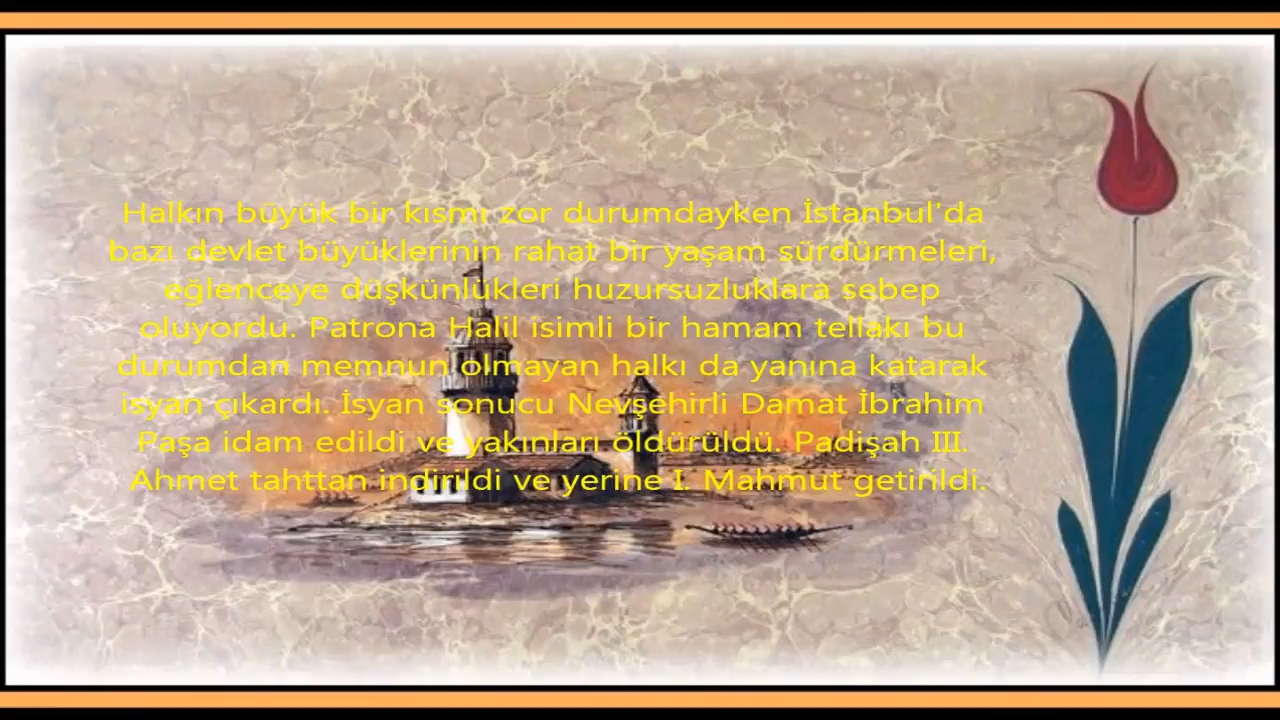 Halkın büyük bir kısmı zor durumdayken İstanbul'da
bazı devlet büyüklerinin rahat bir yaşam sürdürmeleri,
eğlenceye düşkünlükleri huzursuzluklara sebep
oluyordu. Patrona Halil isimli bir hamam tellakı bu
durumdan memnun olmayan halkı da yanına katarak
isyan çıkardı. İsyan sonucu Nevşehirli Damat İbrahim
Paşa idam edildi ve yakınları öldürüldü. Padişah III.
Ahmet tahttan indirildi ve yerine I. Mahmut getirildi.